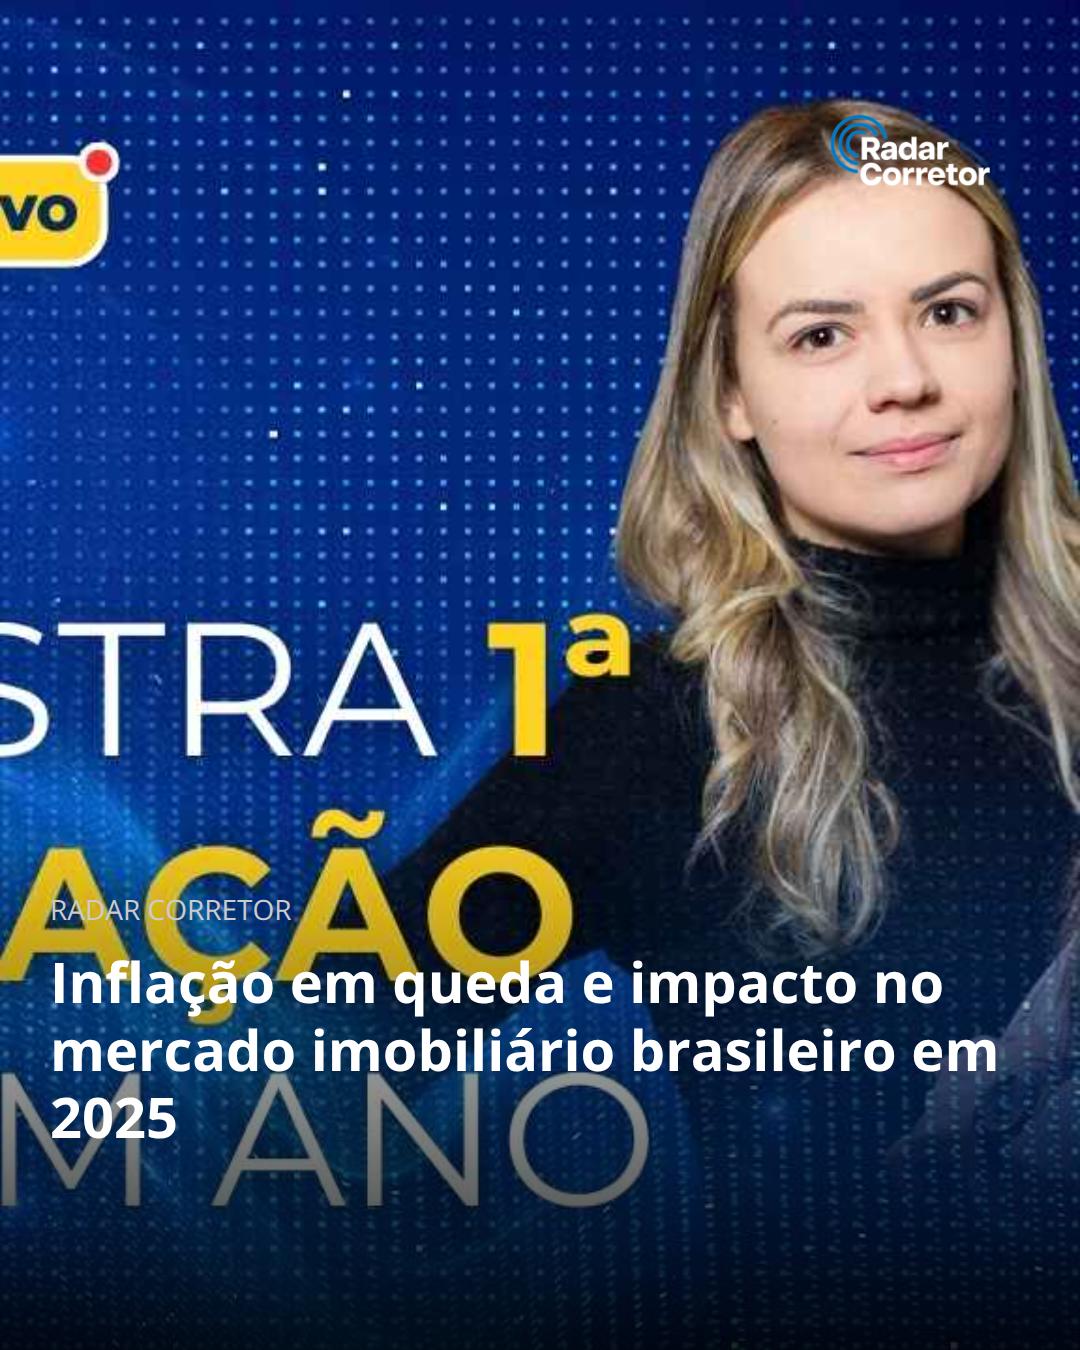 Radar
Corretor
VO
STRA 1ª
AÇÃO
RADAR CORRETOR
Inflação em queda e impacto no
mercado imobiliário brasileiro em
2025
M ANO